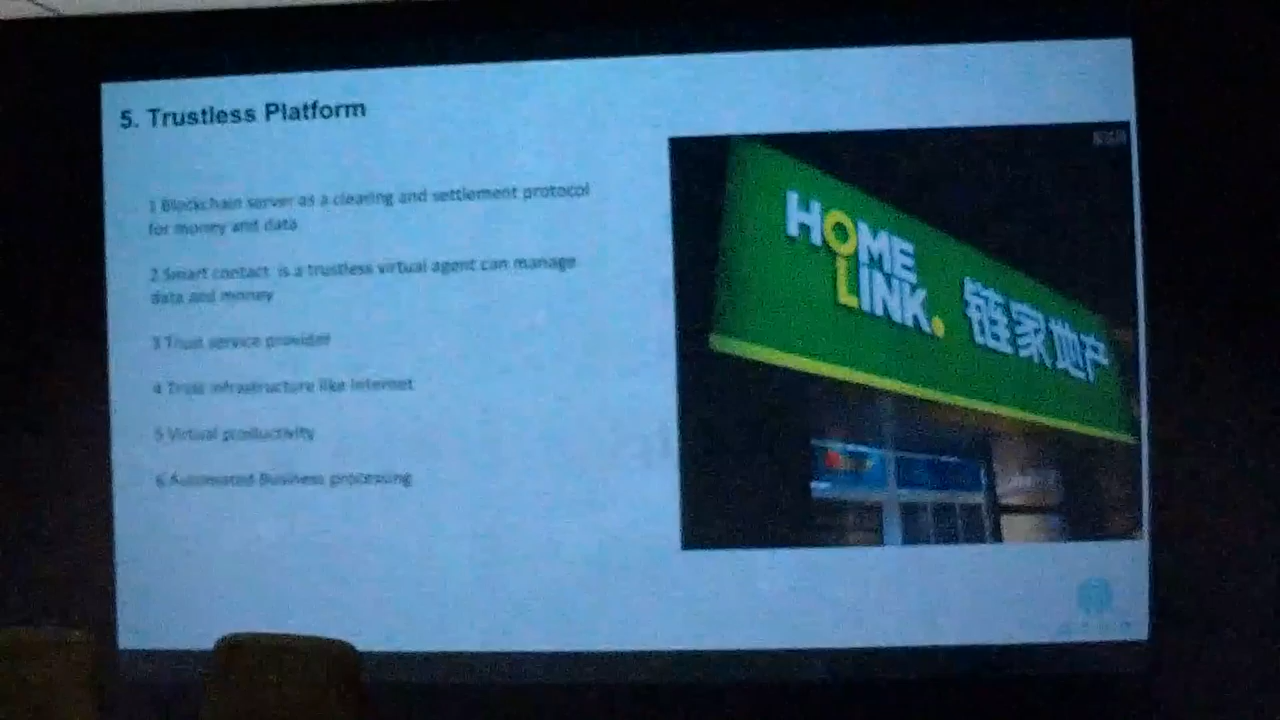 5. Trustless Platform
1 Blockchain server as a clearing and settlement protocol
for money and data
2 Smart contact is a trustless virtual agent can manage
data and money
3 Trust service provider
4 Trust infrastructure like Internet
5 Virtual productivity
6 Automated Business processing
HOME
LINK.
链家地产